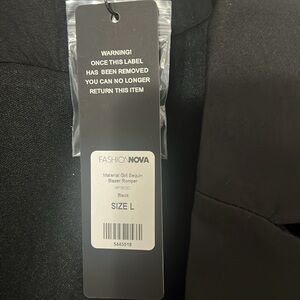 WARNING!
ONCE THIS LABEL
HAS BEEN REMOVED
YOU CAN NO LONGER
RETURN THIS ITEM
FASHIONNOVA
Material Girl Sequin
Blazer Romper
Black
SIZE L